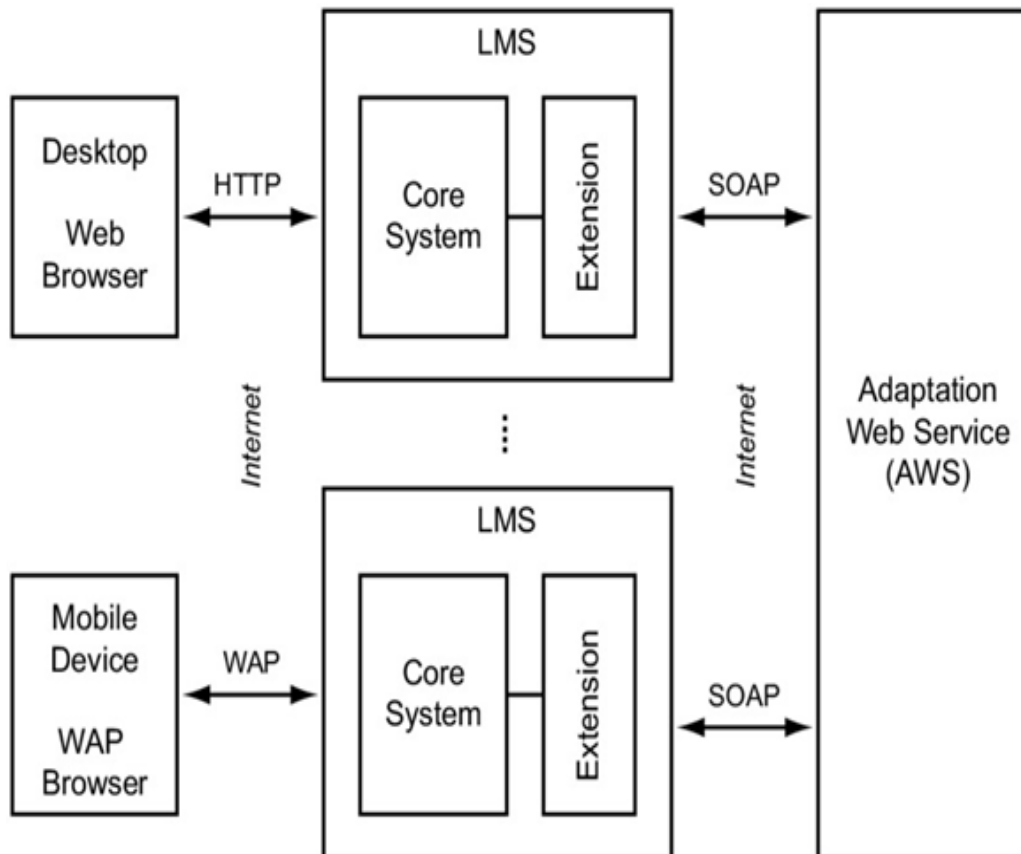 LMS
Desktop
Web
Browser
HTTP
Core
System
Extension
SOAP
Internet
.....
Internet
Adaptation
Web Service
(AWS)
LMS
Mobile
Device
WAP
Browser
WAP
Core
System
Extension
SOAP